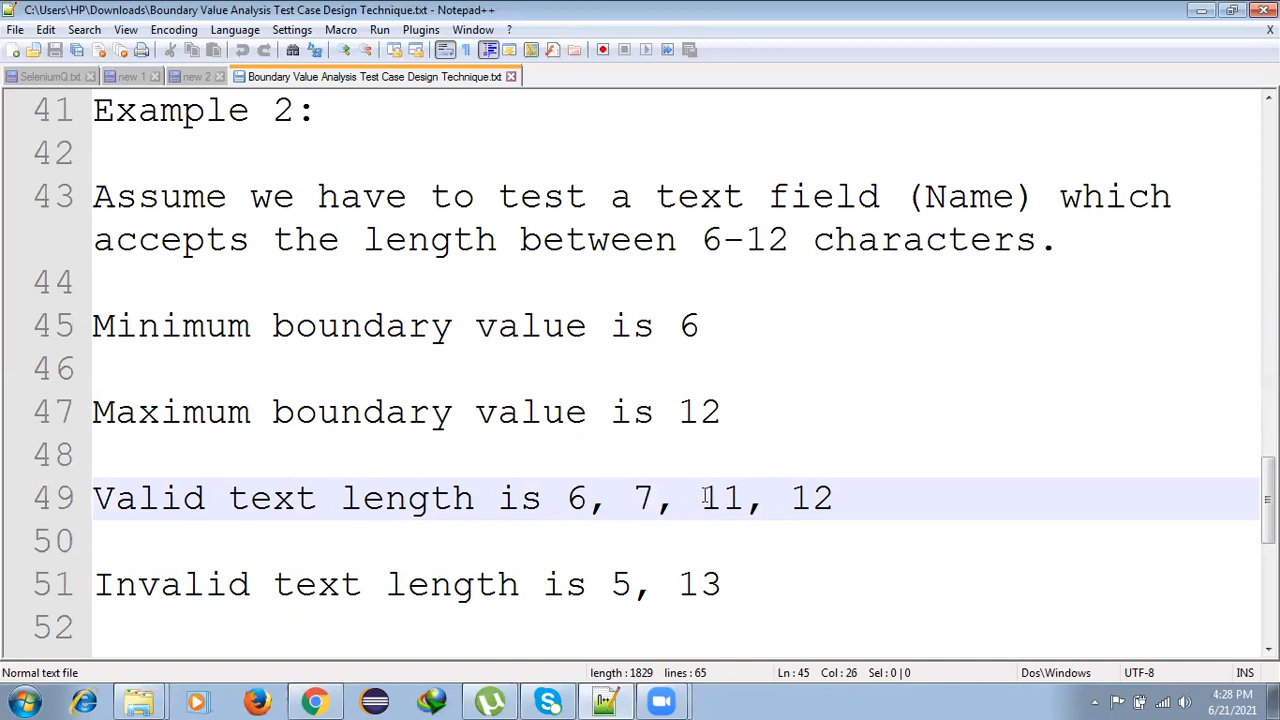 C:\Users\HP\Downloads\Boundary Value Analysis Test Case Design Technique.txt - Notepad++
File Edit Search View Encoding Language Settings Macro Run Plugins Window ? X
SeleniumQ.txt new 1 new 2 Boundary Value Analysis Test Case Design Technique.txt
41 Example 2:
42
43 Assume we have to test a text field (Name) which
accepts the length between 6-12 characters.
44
45 Minimum boundary value is 6
46
47 Maximum boundary value is 12
48
49 Valid text length is 6, 7, 11, 12
50
51 Invalid text length is 5, 13
52
Normal text file length : 1829 lines : 65 Ln : 45 Col : 26 Sel : 0 | 0 Dos\Windows UTF-8 INS
4:28 PM
6/21/2021